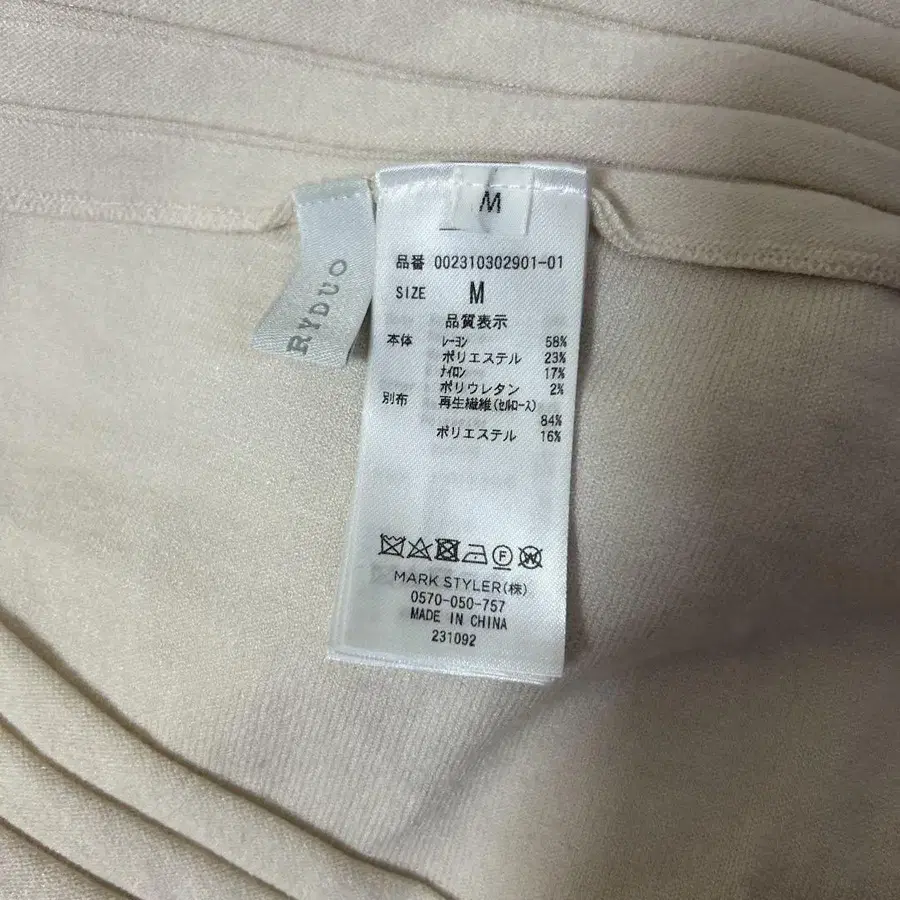 M
RYDUO
品番 002310302901-01
SIZE M
品質表示
本体 レーヨン 58%
ポリエステル 23%
ナイロン 17%
ポリウレタン 2%
別布 再生繊維(セルロース)
84%
ポリエステル 16%
F
W
MARK STYLER(株)
0570-050-757
MADE IN CHINA
231092